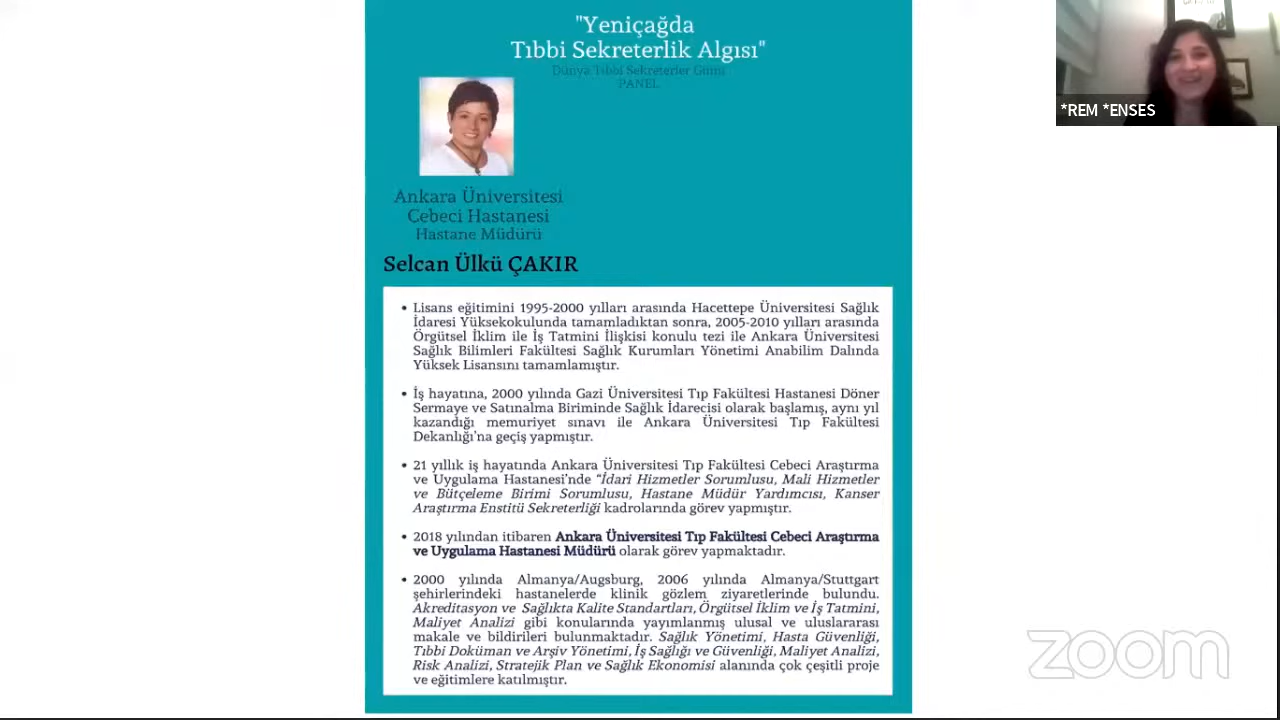 "Yeniçağda
Tıbbi Sekreterlik Algısı"
Dünya Tıbbi Sekreterler Günü
PANEL
*REM *ENSES
Ankara Üniversitesi
Cebeci Hastanesi
Hastane Müdürü
Selcan Ülkü ÇAKIR
• Lisans eğitimini 1995-2000 yılları arasında Hacettepe Üniversitesi Sağlık
İdaresi Yüksekokulunda tamamladıktan sonra, 2005-2010 yılları arasında
Örgütsel İklim ile İş Tatmini İlişkisi konulu tezi ile Ankara Üniversitesi
Sağlık Bilimleri Fakültesi Sağlık Kurumları Yönetimi Anabilim Dalında
Yüksek Lisansını tamamlamıştır.
• İş hayatına, 2000 yılında Gazi Üniversitesi Tıp Fakültesi Hastanesi Döner
Sermaye ve Satınalma Biriminde Sağlık İdarecisi olarak başlamış, aynı yıl
kazandığı memuriyet sınavı ile Ankara Üniversitesi Tıp Fakültesi
Dekanlığı'na geçiş yapmıştır.
• 21 yıllık iş hayatında Ankara Üniversitesi Tıp Fakültesi Cebeci Araştırma
ve Uygulama Hastanesi'nde "İdari Hizmetler Sorumlusu, Mali Hizmetler
ve Bütçeleme Birimi Sorumlusu, Hastane Müdür Yardımcısı, Kanser
Araştırma Enstitü Sekreterliği kadrolarında görev yapmıştır.
• 2018 yılından itibaren Ankara Üniversitesi Tıp Fakültesi Cebeci Araştırma
ve Uygulama Hastanesi Müdürü olarak görev yapmaktadır.
• 2000 yılında Almanya/Augsburg, 2006 yılında Almanya/Stuttgart
şehirlerindeki hastanelerde klinik gözlem ziyaretlerinde bulundu.
Akreditasyon ve Sağlıkta Kalite Standartları, Örgütsel İklim ve İş Tatmini,
Maliyet Analizi gibi konularında yayımlanmış ulusal ve uluslararası
makale ve bildirileri bulunmaktadır. Sağlık Yönetimi, Hasta Güvenliği,
Tıbbi Doküman ve Arşiv Yönetimi, İş Sağlığı ve Güvenliği, Maliyet Analizi,
Risk Analizi, Stratejik Plan ve Sağlık Ekonomisi alanında çok çeşitli proje
ve eğitimlere katılmıştır.
zoom